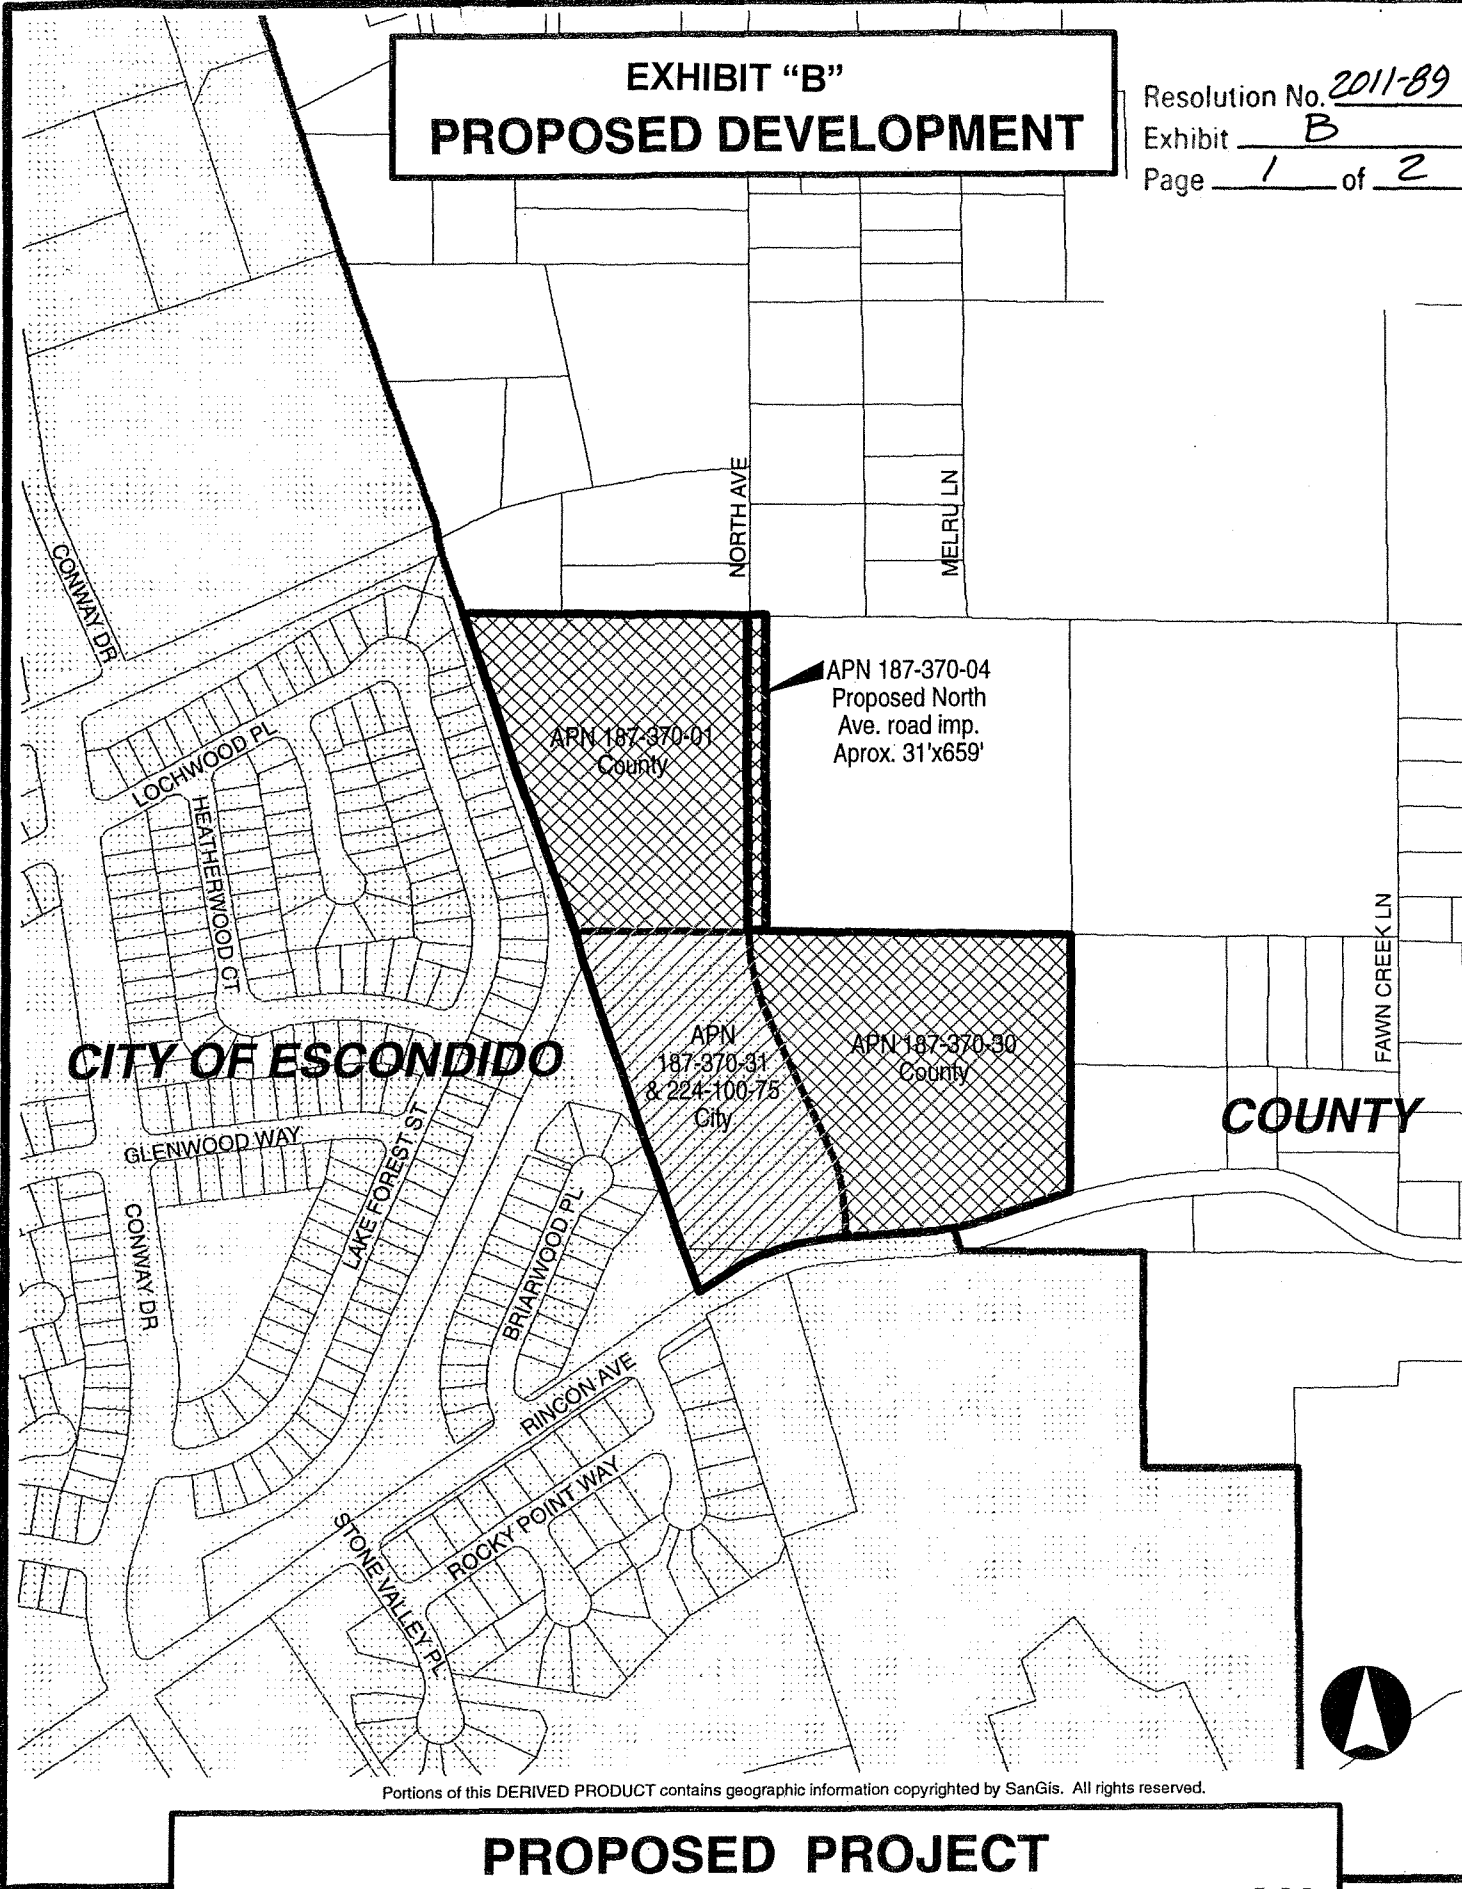 EXHIBIT “B”
PROPOSED DEVELOPMENT
Resolution No. 2011-89
Exhibit B
Page 1 of 2
NORTH AVE
MELRU LN
CONWAY DR
APN 187-370-04
Proposed North
Ave. road imp.
Aprox. 31'x659'
APN 187-370-01
County
LOCHWOOD PL
HEATHERWOOD CT
FAWN CREEK LN
APN
187-370-31
& 224-100-75
City
APN 187-370-30
County
CITY OF ESCONDIDO
COUNTY
GLENWOOD WAY
LAKE FOREST ST
CONWAY DR
BRIARWOOD PL
RINCON AVE
ROCKY POINT WAY
STONE VALLEY PL
Portions of this DERIVED PRODUCT contains geographic information copyrighted by SanGis. All rights reserved.
PROPOSED PROJECT